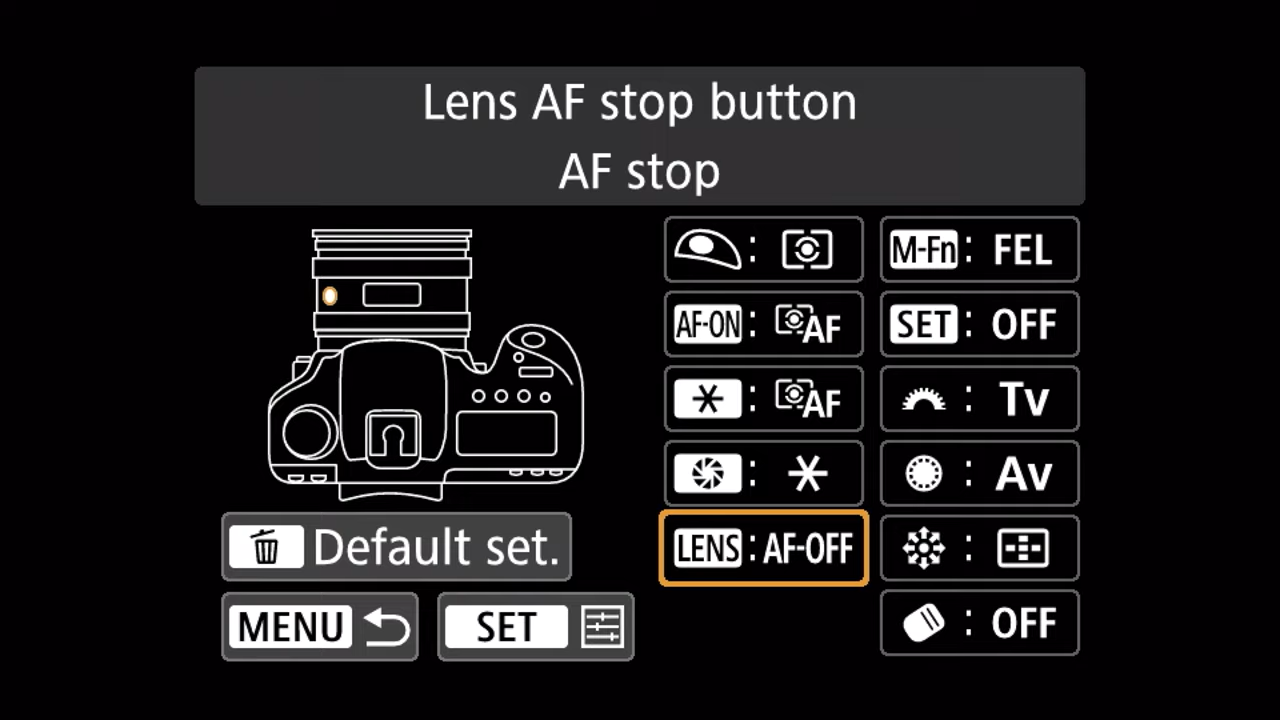 Lens AF stop button
AF stop
M-Fn : FEL
AF-ON : AF
SET : OFF
: AF
: Tv
: Av
LENS : AF-OFF
: OFF
Default set.
MENU
SET